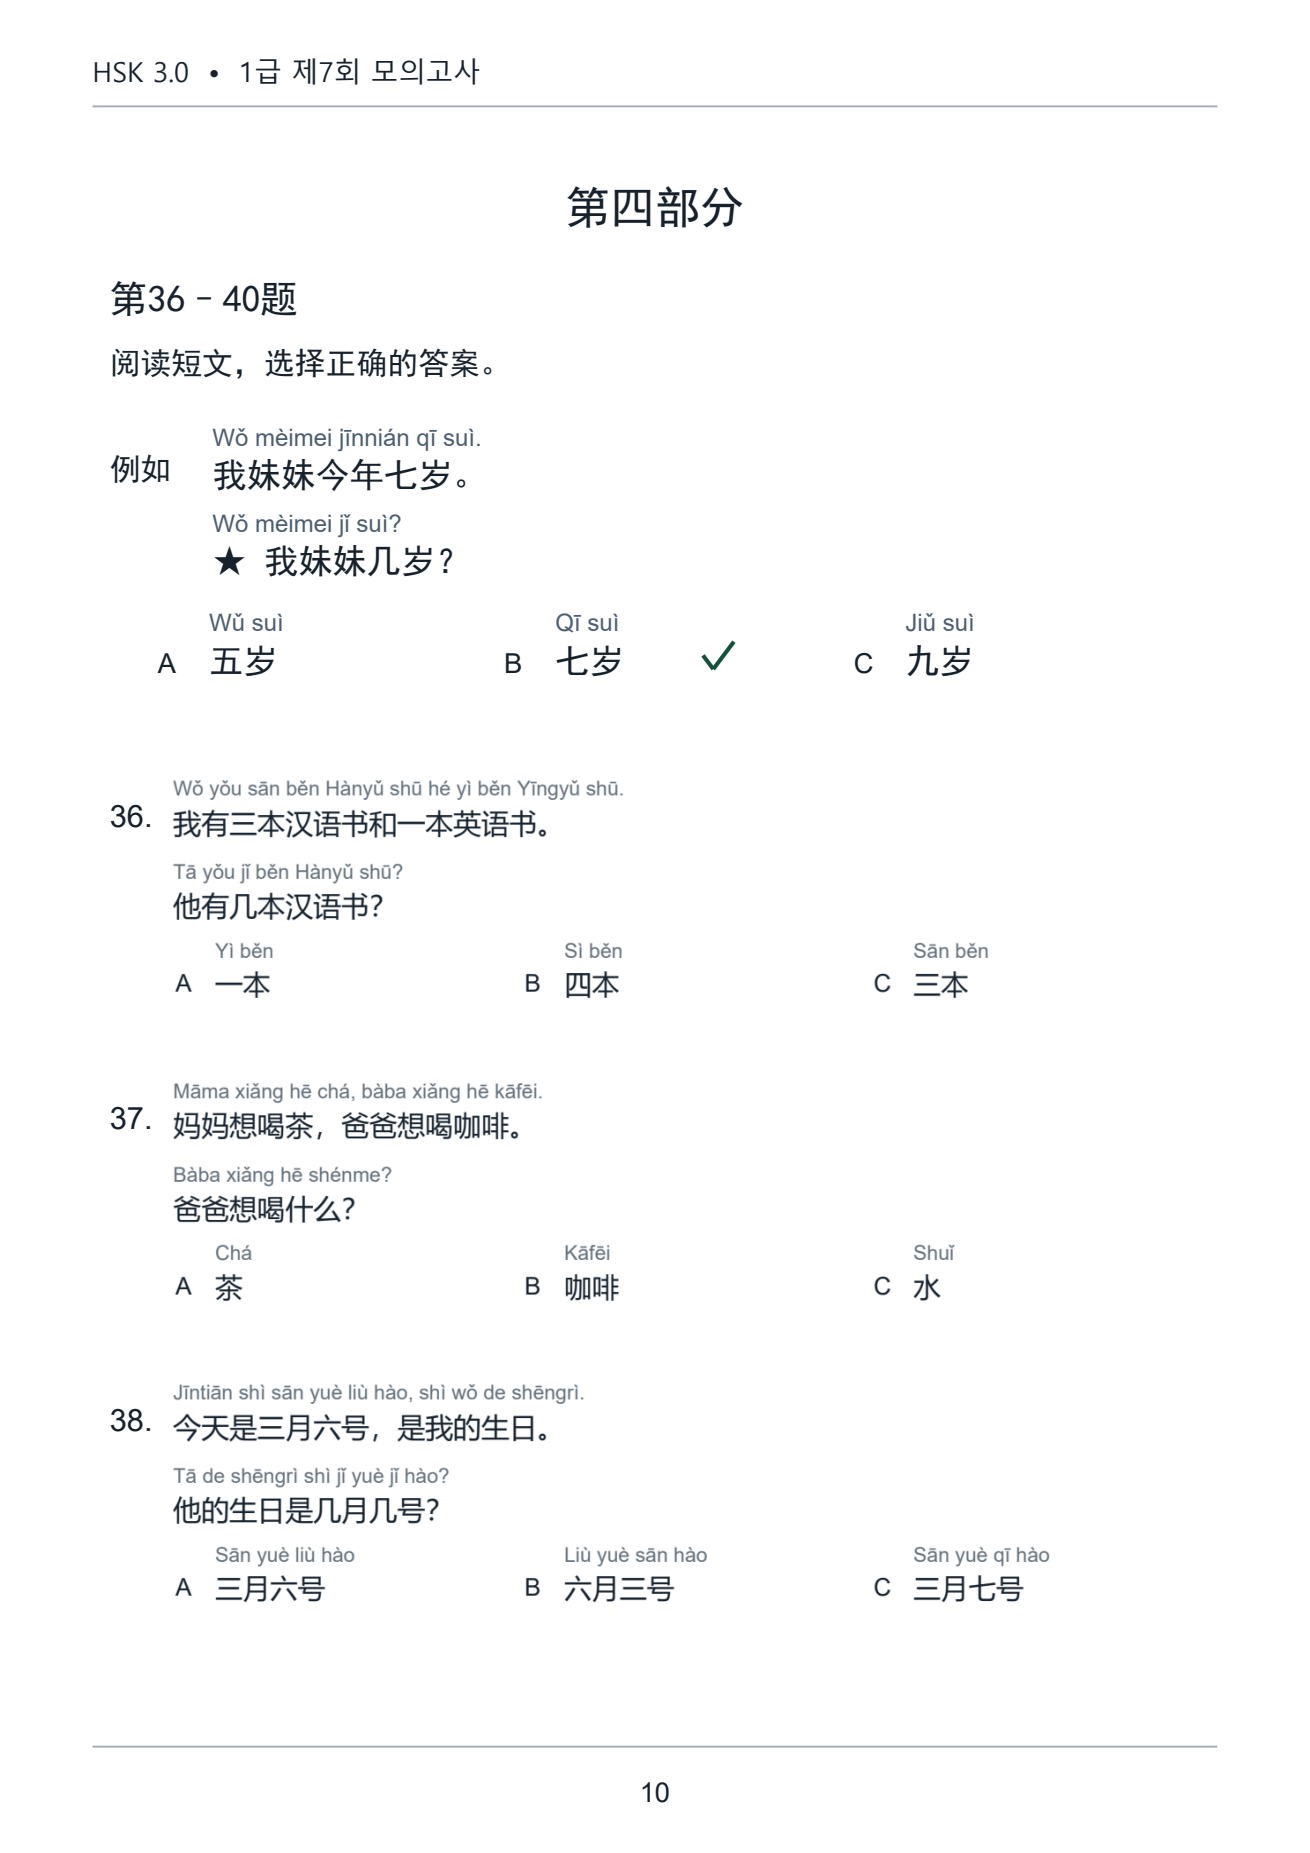 HSK 3.0 • 1급 제7회 모의고사
第四部分
第36－40题
阅读短文，选择正确的答案。
Wǒ mèimei jīnnián qī suì.
例如 我妹妹今年七岁。
Wǒ mèimei jǐ suì?
★ 我妹妹几岁?
Wǔ suì Qī suì Jiǔ suì
A 五岁 B 七岁 ✓ C 九岁
Wǒ yǒu sān běn Hànyǔ shū hé yì běn Yīngyǔ shū.
36. 我有三本汉语书和一本英语书。
Tā yǒu jǐ běn Hànyǔ shū?
他有几本汉语书？
Yì běn Sì běn Sān běn
A 一本 B 四本 C 三本
Māma xiǎng hē chá, bàba xiǎng hē kāfēi.
37. 妈妈想喝茶，爸爸想喝咖啡。
Bàba xiǎng hē shénme?
爸爸想喝什么？
Chá Kāfēi Shuǐ
A 茶 B 咖啡 C 水
Jīntiān shì sān yuè liù hào, shì wǒ de shēngrì.
38. 今天是三月六号，是我的生日。
Tā de shēngrì shì jǐ yuè jǐ hào?
他的生日是几月几号？
Sān yuè liù hào Liù yuè sān hào Sān yuè qī hào
A 三月六号 B 六月三号 C 三月七号
10